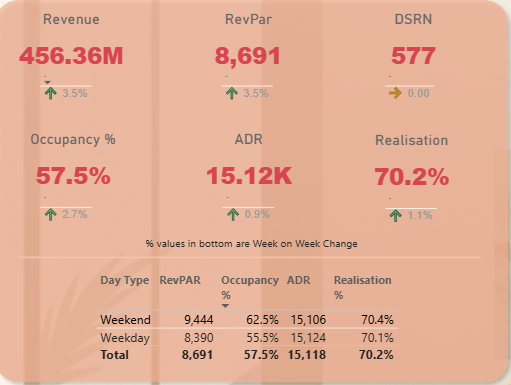 Revenue RevPar DSRN
456.36M 8,691 577
3.5% 3.5% 0.00
Occupancy % ADR Realisation
57.5% 15.12K 70.2%
2.7% 0.9% 1.1%
% values in bottom are Week on Week Change
Day Type RevPAR Occupancy ADR Realisation
% %
Weekend 9,444 62.5% 15,106 70.4%
Weekday 8,390 55.5% 15,124 70.1%
Total 8,691 57.5% 15,118 70.2%